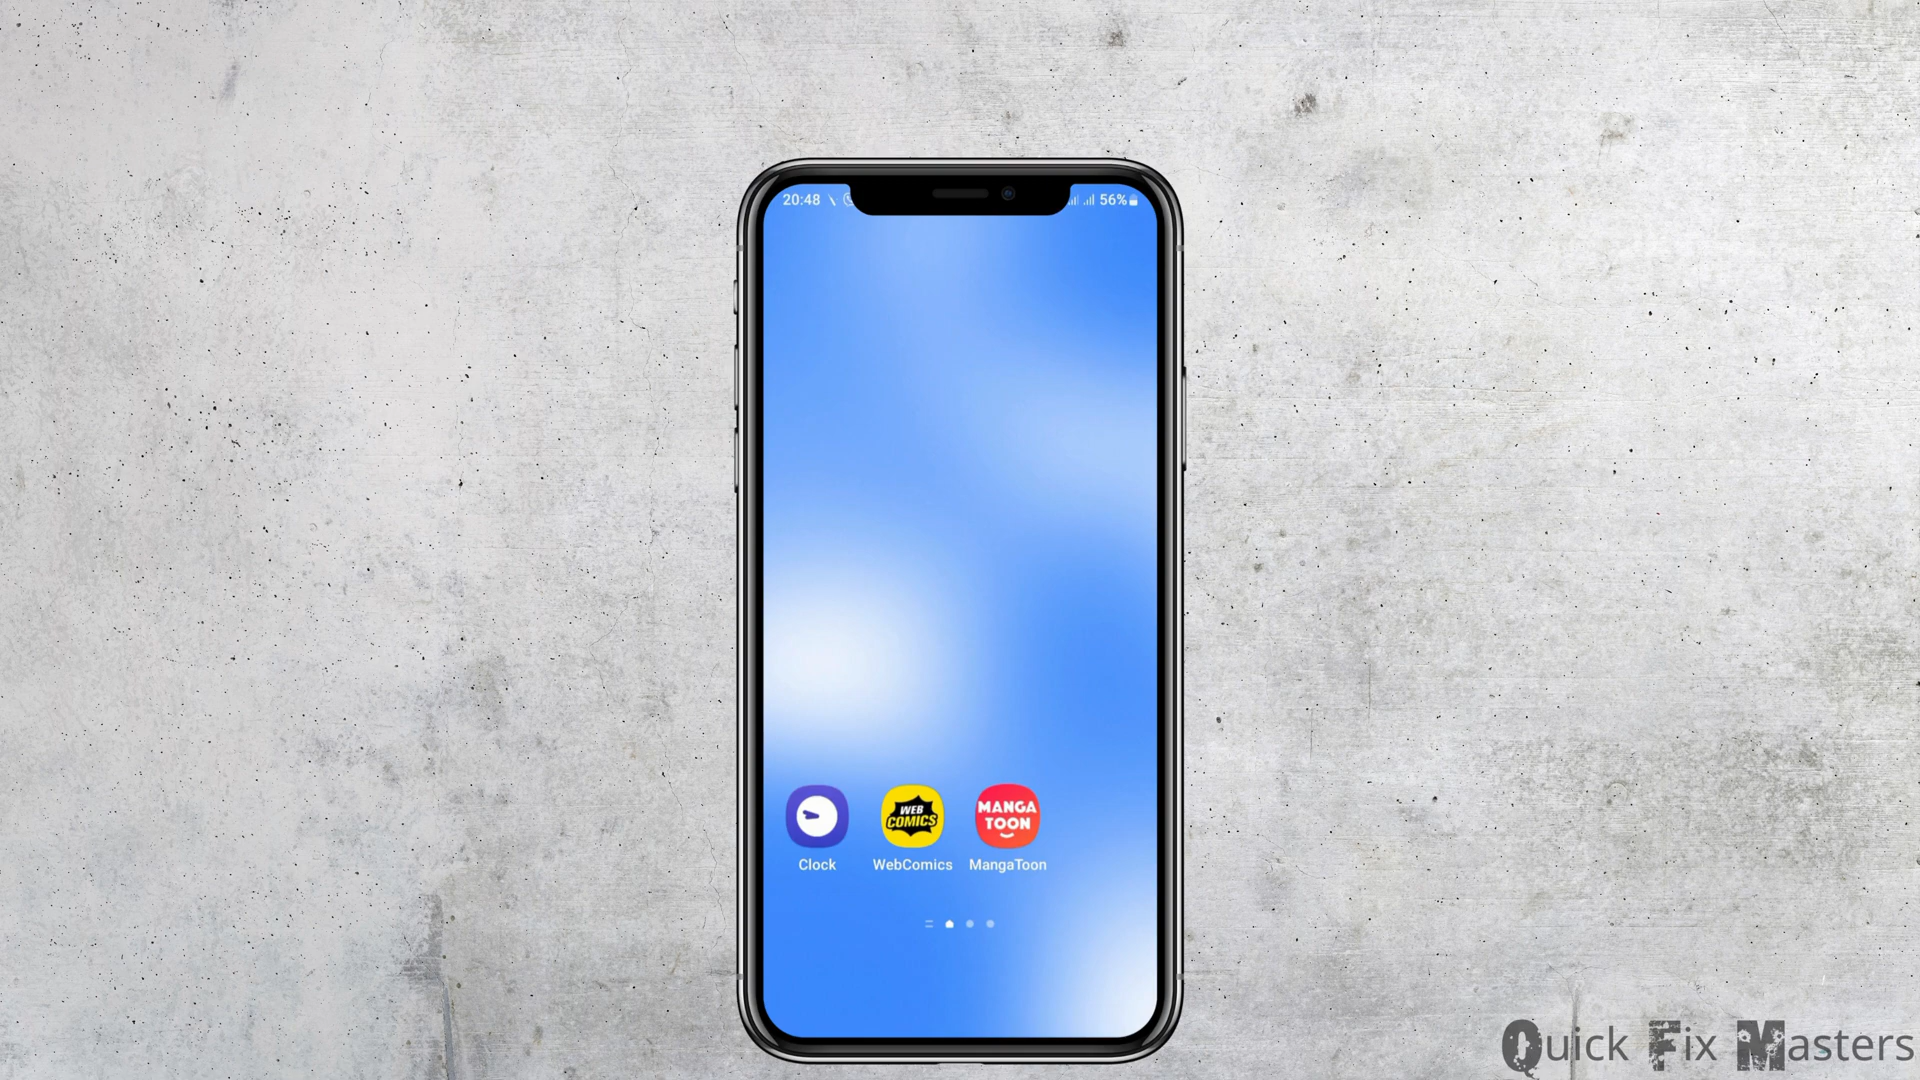 20:48
56%
WEB
COMICS
MANGA
TOON
Clock
WebComics
MangaToon
Quick Fix Masters